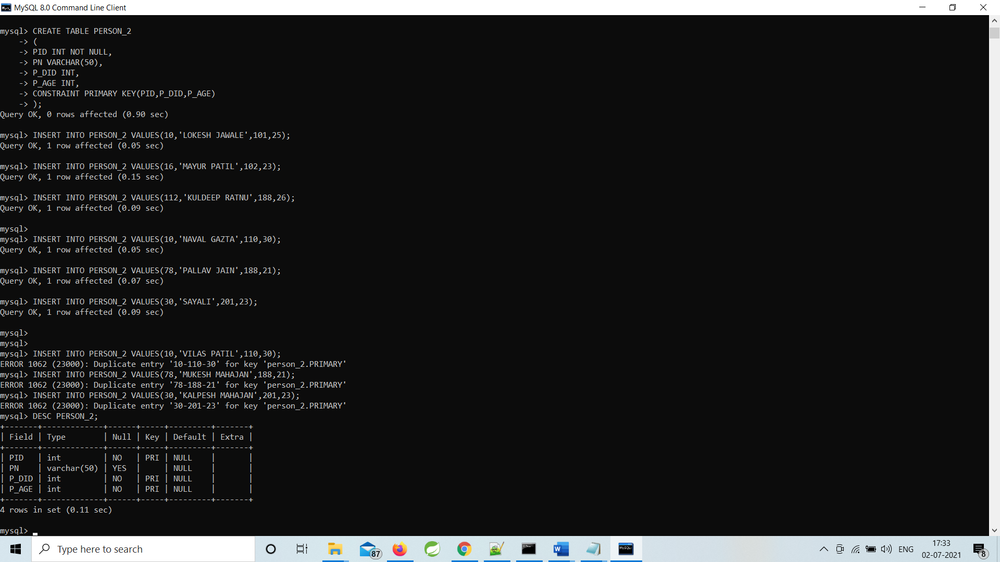 MySQL 8.0 Command Line Client
mysql> CREATE TABLE PERSON_2
    -> (
    -> PID INT NOT NULL,
    -> PN VARCHAR(50),
    -> P_DID INT,
    -> P_AGE INT,
    -> CONSTRAINT PRIMARY KEY(PID,P_DID,P_AGE)
    -> );
Query OK, 0 rows affected (0.90 sec)
mysql> INSERT INTO PERSON_2 VALUES(10,'LOKESH JAWALE',101,25);
Query OK, 1 row affected (0.05 sec)
mysql> INSERT INTO PERSON_2 VALUES(16,'MAYUR PATIL',102,23);
Query OK, 1 row affected (0.15 sec)
mysql> INSERT INTO PERSON_2 VALUES(112,'KULDEEP RATNU',188,26);
Query OK, 1 row affected (0.09 sec)
mysql>
mysql> INSERT INTO PERSON_2 VALUES(10,'NAVAL GAZTA',110,30);
Query OK, 1 row affected (0.05 sec)
mysql> INSERT INTO PERSON_2 VALUES(78,'PALLAV JAIN',188,21);
Query OK, 1 row affected (0.07 sec)
mysql> INSERT INTO PERSON_2 VALUES(30,'SAYALI',201,23);
Query OK, 1 row affected (0.09 sec)
mysql>
mysql>
mysql> INSERT INTO PERSON_2 VALUES(10,'VILAS PATIL',110,30);
ERROR 1062 (23000): Duplicate entry '10-110-30' for key 'person_2.PRIMARY'
mysql> INSERT INTO PERSON_2 VALUES(78,'MUKESH MAHAJAN',188,21);
ERROR 1062 (23000): Duplicate entry '78-188-21' for key 'person_2.PRIMARY'
mysql> INSERT INTO PERSON_2 VALUES(30,'KALPESH MAHAJAN',201,23);
ERROR 1062 (23000): Duplicate entry '30-201-23' for key 'person_2.PRIMARY'
mysql> DESC PERSON_2;
+-------+-------------+------+-----+---------+-------+
| Field | Type        | Null | Key | Default | Extra |
+-------+-------------+------+-----+---------+-------+
| PID   | int         | NO   | PRI | NULL    |       |
| PN    | varchar(50) | YES  |     | NULL    |       |
| P_DID | int         | NO   | PRI | NULL    |       |
| P_AGE | int         | NO   | PRI | NULL    |       |
+-------+-------------+------+-----+---------+-------+
4 rows in set (0.11 sec)
mysql> _
Type here to search
87
W
MySQL
ENG
17:33
02-07-2021
8